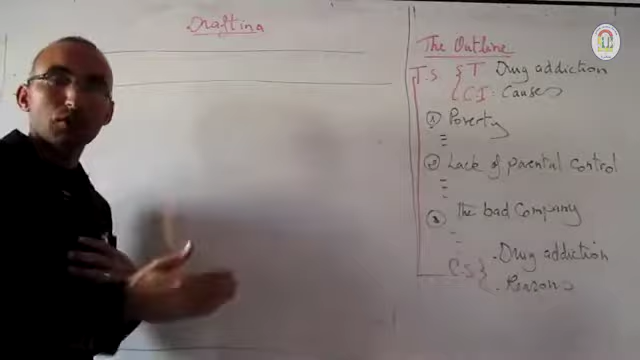 Drafting
The Outline
T.S { T Drug addiction
C.I: Causes
① Poverty
② Lack of parental control
③ The bad Company
C.S } - Drug addiction
- Reasons